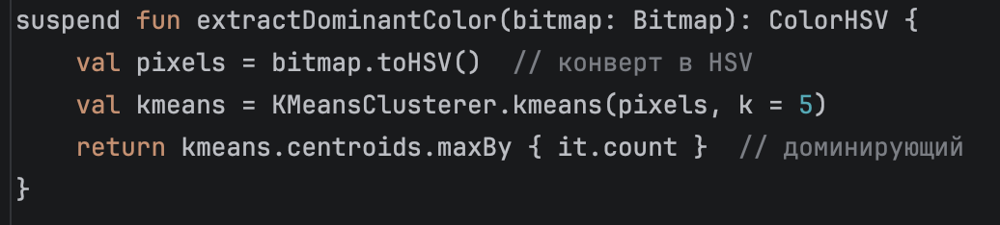 suspend fun extractDominantColor(bitmap: Bitmap): ColorHSV {
    val pixels = bitmap.toHSV()  // конверт в HSV
    val kmeans = KMeansClusterer.kmeans(pixels, k = 5)
    return kmeans.centroids.maxBy { it.count }  // доминирующий
}